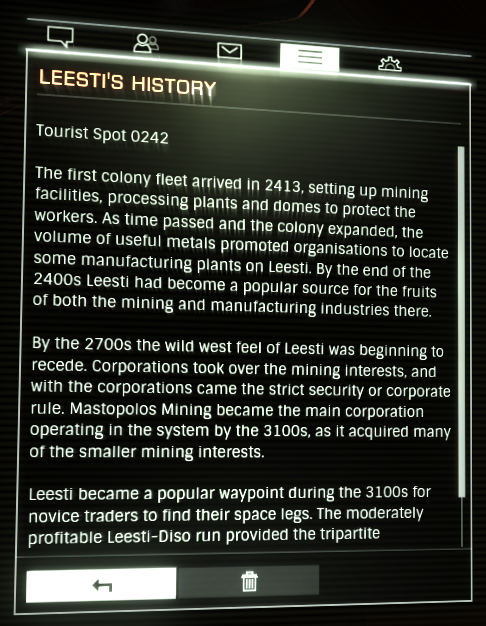 LEESTI'S HISTORY
Tourist Spot 0242
The first colony fleet arrived in 2413, setting up mining
facilities, processing plants and domes to protect the
workers. As time passed and the colony expanded, the
volume of useful metals promoted organisations to locate
some manufacturing plants on Leesti. By the end of the
2400s Leesti had become a popular source for the fruits
of both the mining and manufacturing industries there.
By the 2700s the wild west feel of Leesti was beginning to
recede. Corporations took over the mining interests, and
with the corporations came the strict security or corporate
rule. Mastopolos Mining became the main corporation
operating in the system by the 3100s, as it acquired many
of the smaller mining interests.
Leesti became a popular waypoint during the 3100s for
novice traders to find their space legs. The moderately
profitable Leesti-Diso run provided the tripartite